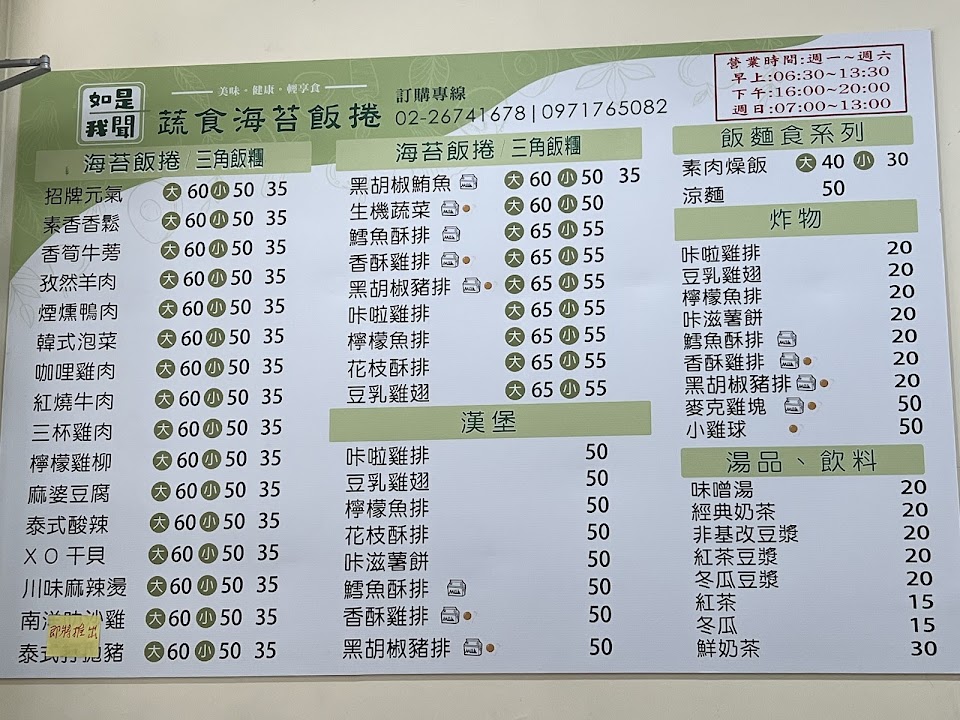 如是我聞
美味·健康·輕享食
蔬食海苔飯捲
訂購專線
02-26741678 | 0971765082
營業時間:週一~週六
早上:06:30~13:30
下午:16:00~20:00
週日:07:00~13:00
海苔飯捲/三角飯糰
招牌元氣 大 60 小 50 35
素香香鬆 大 60 小 50 35
香筍牛蒡 大 60 小 50 35
孜然羊肉 大 60 小 50 35
煙燻鴨肉 大 60 小 50 35
韓式泡菜 大 60 小 50 35
咖哩雞肉 大 60 小 50 35
紅燒牛肉 大 60 小 50 35
三杯雞肉 大 60 小 50 35
檸檬雞柳 大 60 小 50 35
麻婆豆腐 大 60 小 50 35
泰式酸辣 大 60 小 50 35
XO干貝 大 60 小 50 35
川味麻辣燙 大 60 小 50 35
南洋 沙雞 大 60 小 50 35
即將推出
泰式打拋豬 大 60 小 50 35
海苔飯捲/三角飯糰
黑胡椒鮪魚 大 60 小 50 35
生機蔬菜 大 60 小 50
鱈魚酥排 大 65 小 55
香酥雞排 大 65 小 55
黑胡椒豬排 大 65 小 55
咔啦雞排 大 65 小 55
檸檬魚排 大 65 小 55
花枝酥排 大 65 小 55
豆乳雞翅 大 65 小 55
漢堡
咔啦雞排 50
豆乳雞翅 50
檸檬魚排 50
花枝酥排 50
咔滋薯餅 50
鱈魚酥排 50
香酥雞排 50
黑胡椒豬排 50
飯麵食系列
素肉燥飯 大 40 小 30
涼麵 50
炸物
咔啦雞排 20
豆乳雞翅 20
檸檬魚排 20
咔滋薯餅 20
鱈魚酥排 20
香酥雞排 20
黑胡椒豬排 20
麥克雞塊 50
小雞球 50
湯品、飲料
味噌湯 20
經典奶茶 20
非基改豆漿 20
紅茶豆漿 20
冬瓜豆漿 20
紅茶 15
冬瓜 15
鮮奶茶 30